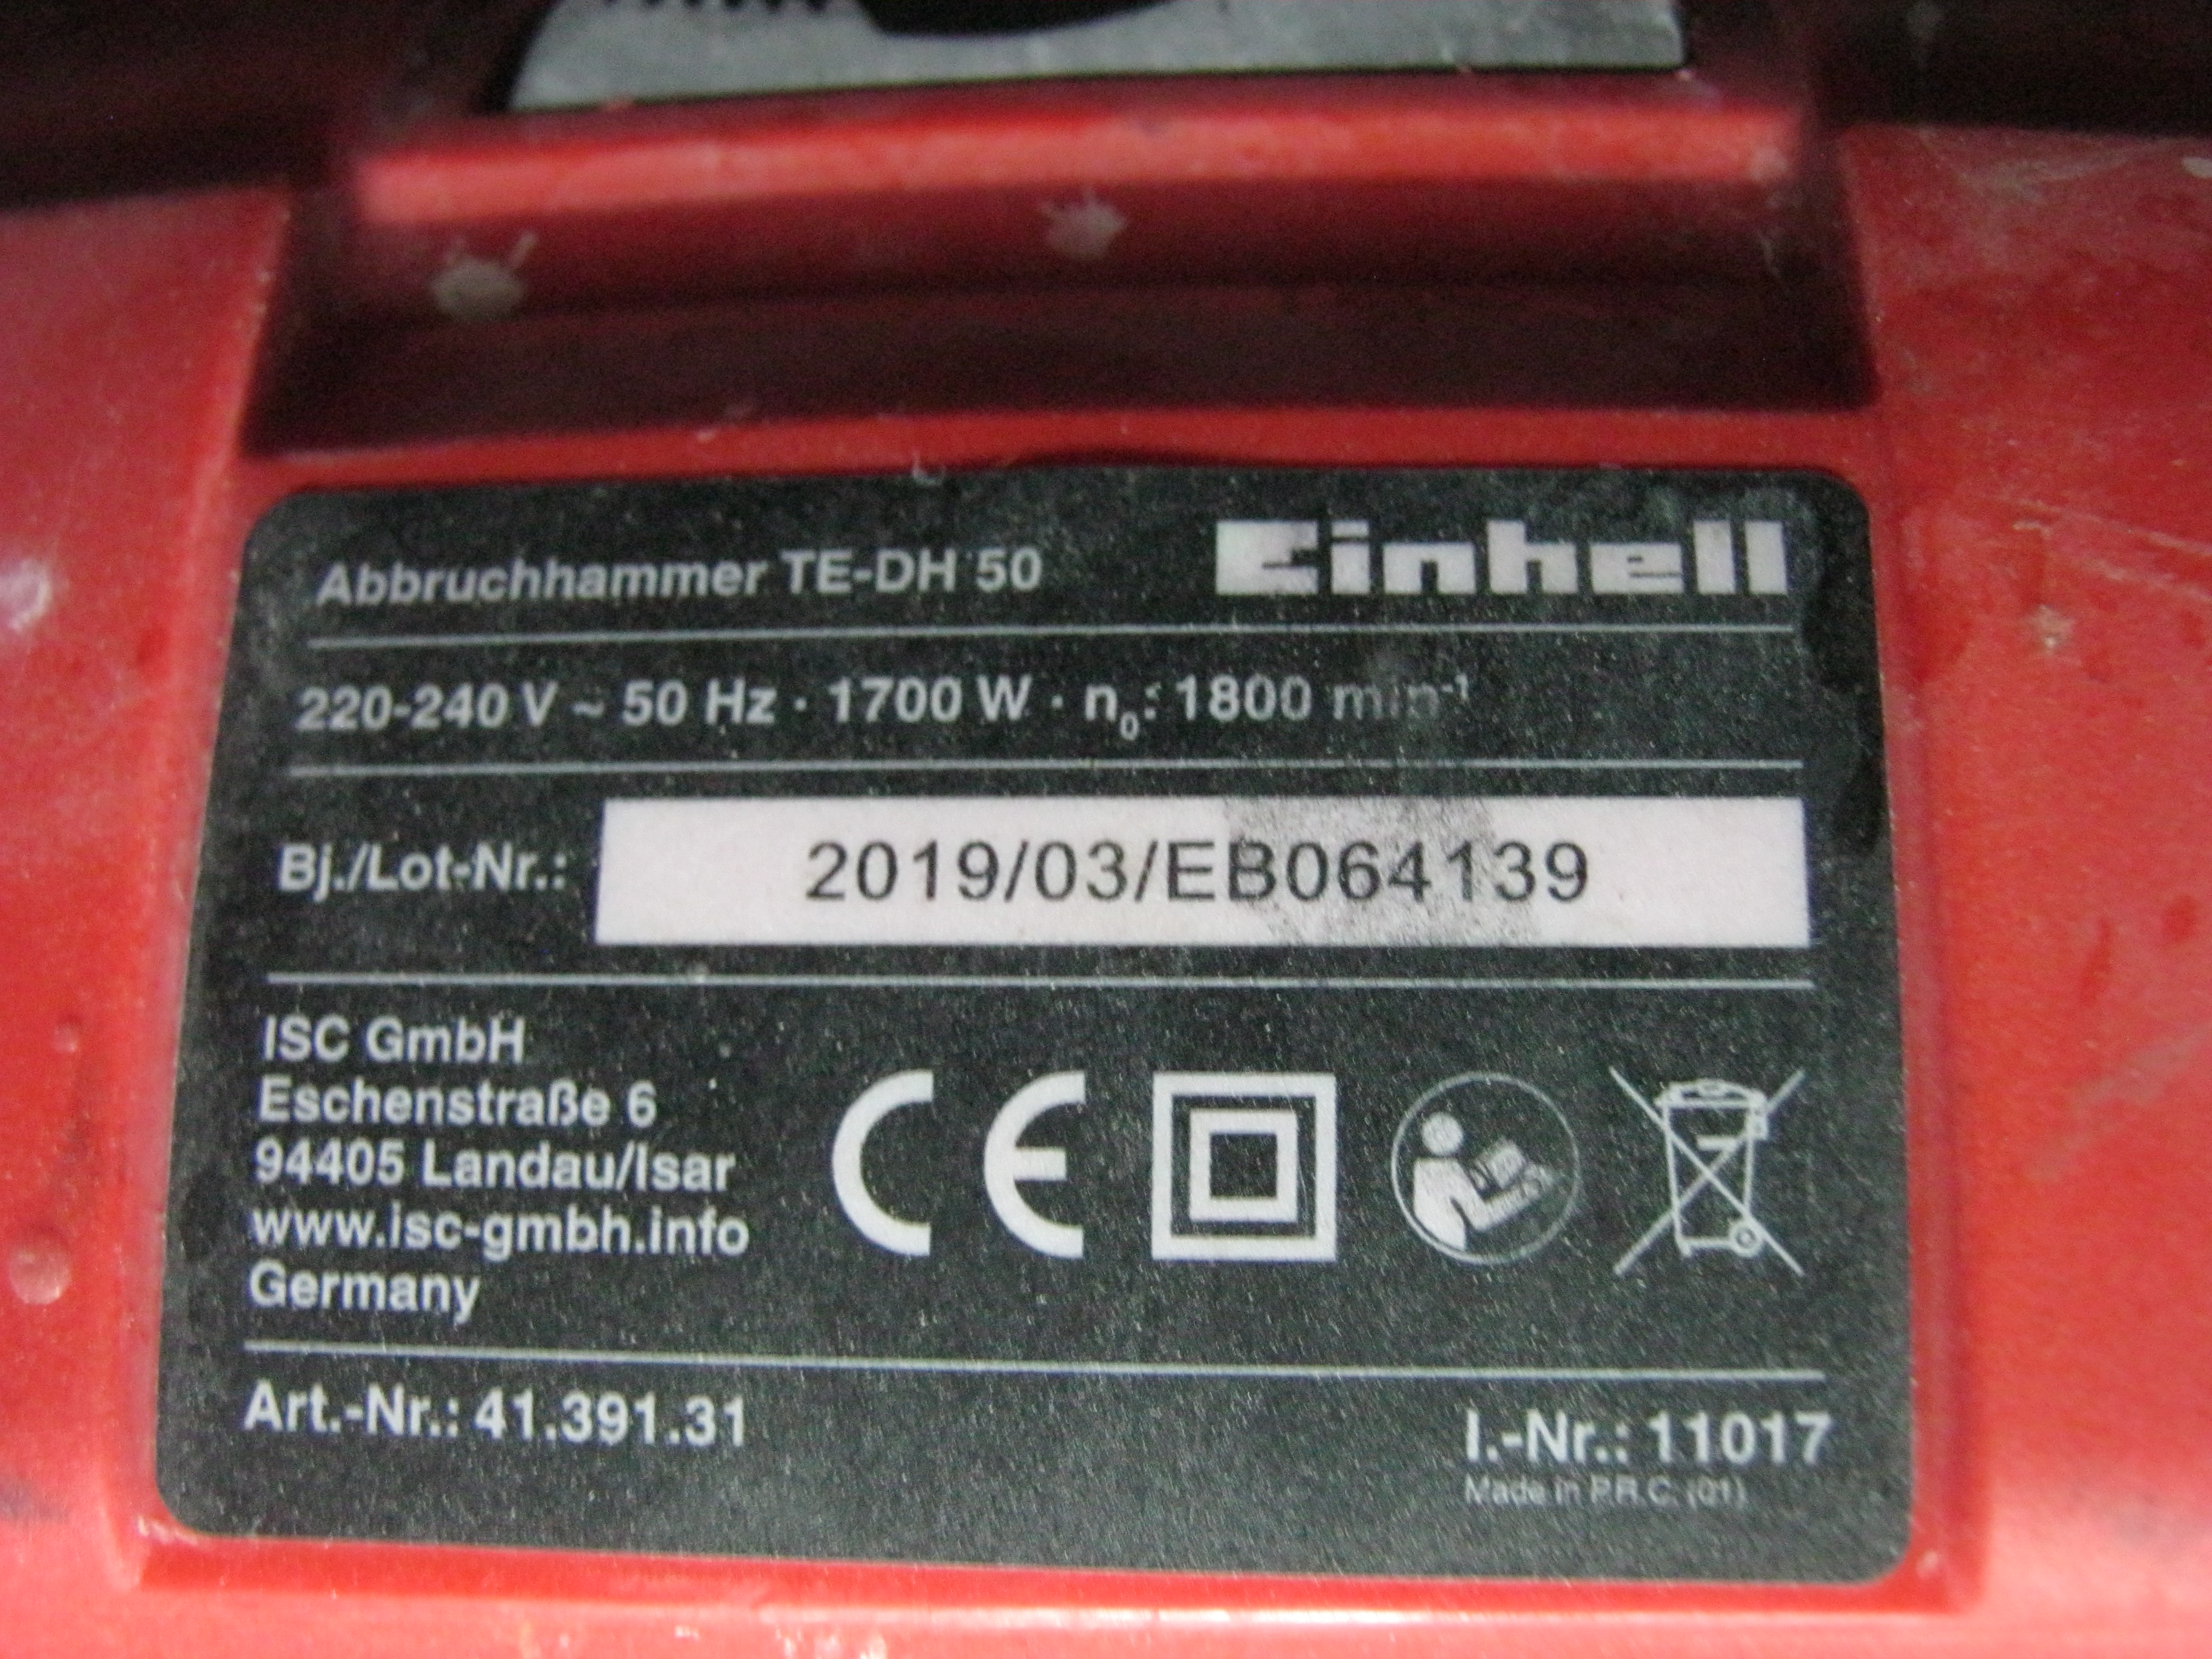 Abbruchhammer TE-DH 50
Einhell
220-240 V ~ 50 Hz · 1700 W · n₀: 1800 min⁻¹
Bj./Lot-Nr.: 2019/03/EB064139
ISC GmbH
Eschenstraße 6
94405 Landau/Isar
www.isc-gmbh.info
Germany
CE
Art.-Nr.: 41.391.31
I.-Nr.: 11017
Made in P.R.C. (01)